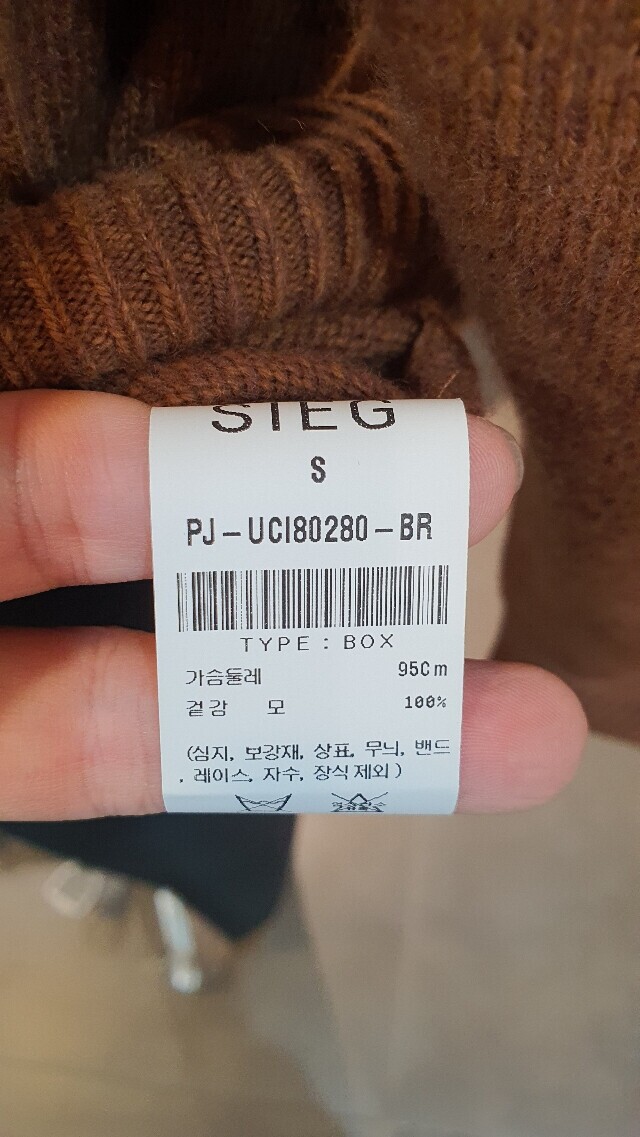 SIEG
S
PJ-UCI80280-BR
TYPE : BOX
가슴둘레 95Cm
겉감 모 100%
(심지, 보강재, 상표, 무늬, 밴드
, 레이스, 자수, 장식제외)